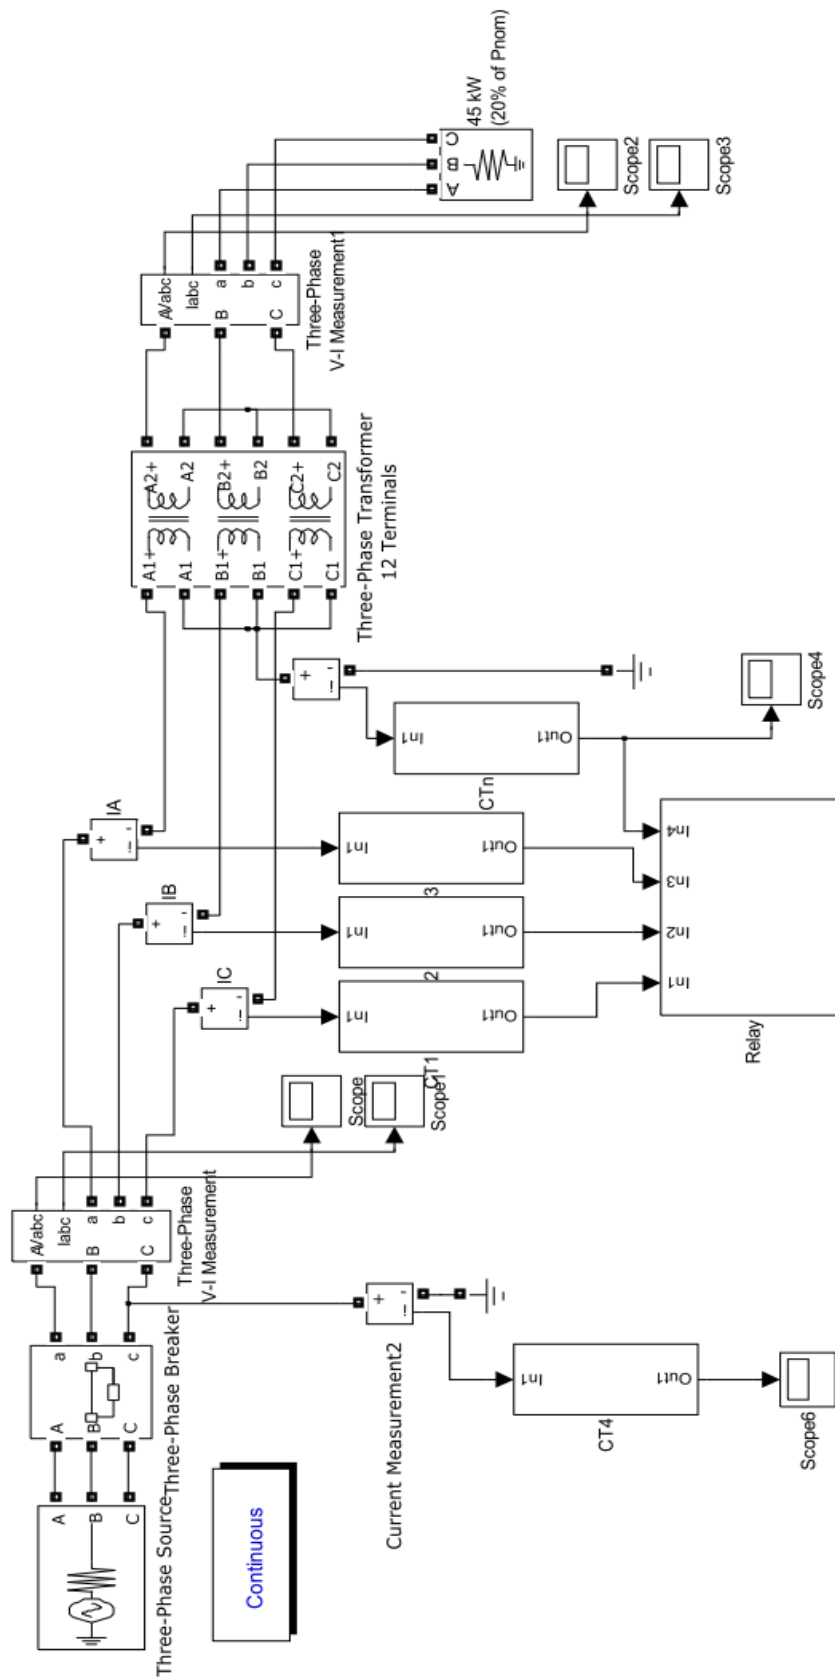 A
B
C
Three-Phase Source
A
B
C
a
b
c
Three-Phase Breaker
A
B
C
Vabc
Iabc
a
b
c
Three-Phase
V-I Measurement
Continuous
+
i
-
Current Measurement2
In1
Out1
CT4
Scope6
Scope
Scope1
+
i
-
IA
+
i
-
IB
+
i
-
IC
In1
Out1
CT1
In1
Out1
2
In1
Out1
3
In1
In2
In3
In4
Relay
+
i
-
In1
Out1
CTn
Scope4
A1+
A1
B1+
B1
C1+
C1
A2+
A2
B2+
B2
C2+
C2
Three-Phase Transformer
12 Terminals
A
B
C
Vabc
Iabc
a
b
c
Three-Phase
V-I Measurement1
A
B
C
45 kW
(20% of Pnom)
Scope2
Scope3